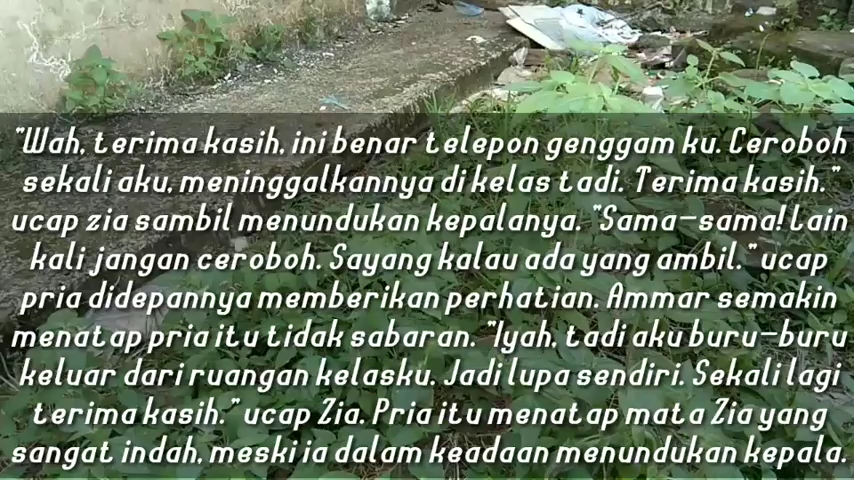 "Wah, terima kasih, ini benar telepon genggam ku. Ceroboh
sekali aku, meninggalkannya di kelas tadi. Terima kasih."
ucap zia sambil menundukan kepalanya. "Sama-sama! Lain
kali jangan ceroboh. Sayang kalau ada yang ambil." ucap
pria didepannya memberikan perhatian. Ammar semakin
menatap pria itu tidak sabaran. "Iyah, tadi aku buru-buru
keluar dari ruangan kelasku. Jadi lupa sendiri. Sekali lagi
terima kasih." ucap Zia. Pria itu menatap mata Zia yang
sangat indah, meski ia dalam keadaan menundukan kepala.